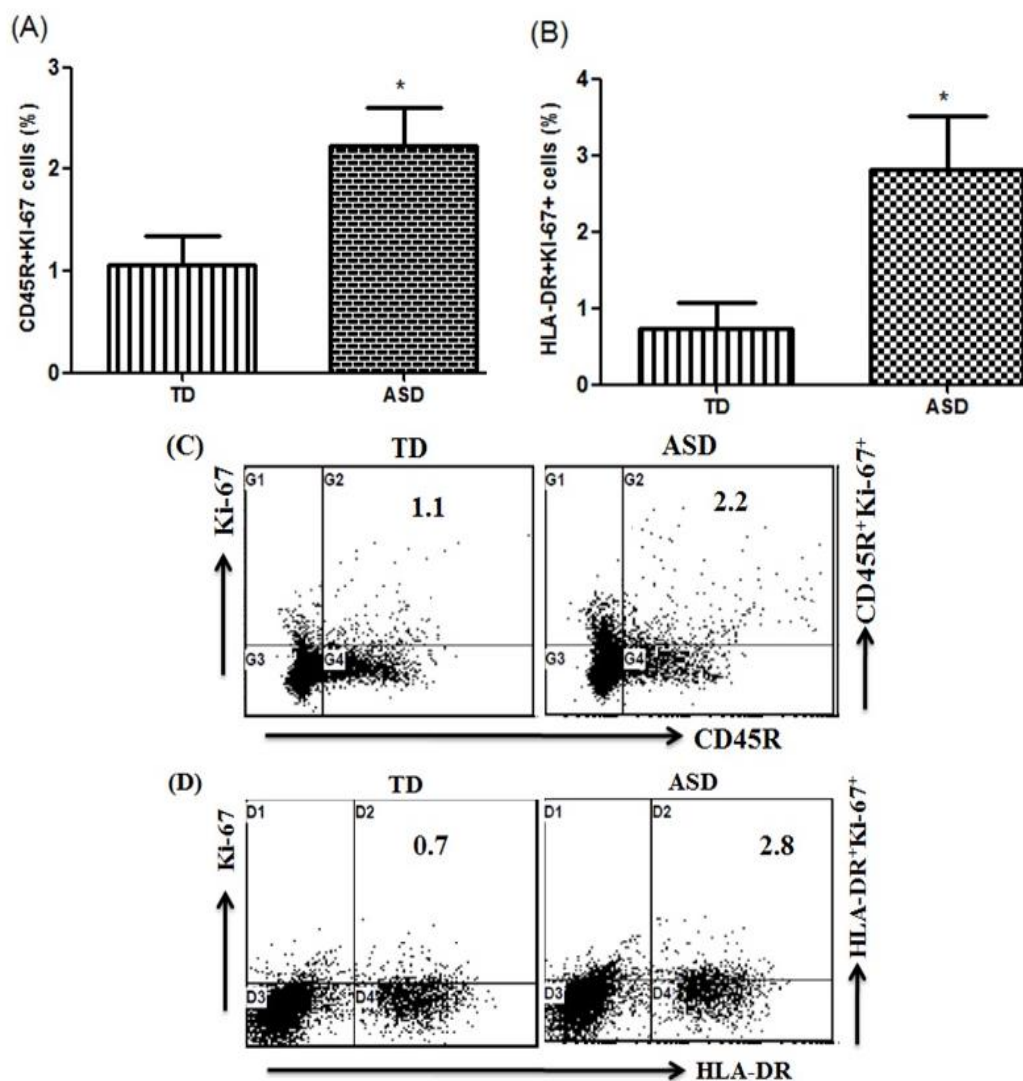 (A)
CD45R+KI-67 cells (%)
3
2
1
0
*
TD
ASD
(B)
HLA-DR+KI-67+ cells (%)
4
3
2
1
0
*
TD
ASD
(C)
TD
ASD
Ki-67
G1
G2
1.1
G3
G4
G1
G2
2.2
G3
G4
CD45R⁺Ki-67⁺
CD45R
(D)
TD
ASD
Ki-67
D1
D2
0.7
D3
D4
D1
D2
2.8
D3
D4
HLA-DR⁺Ki-67⁺
HLA-DR